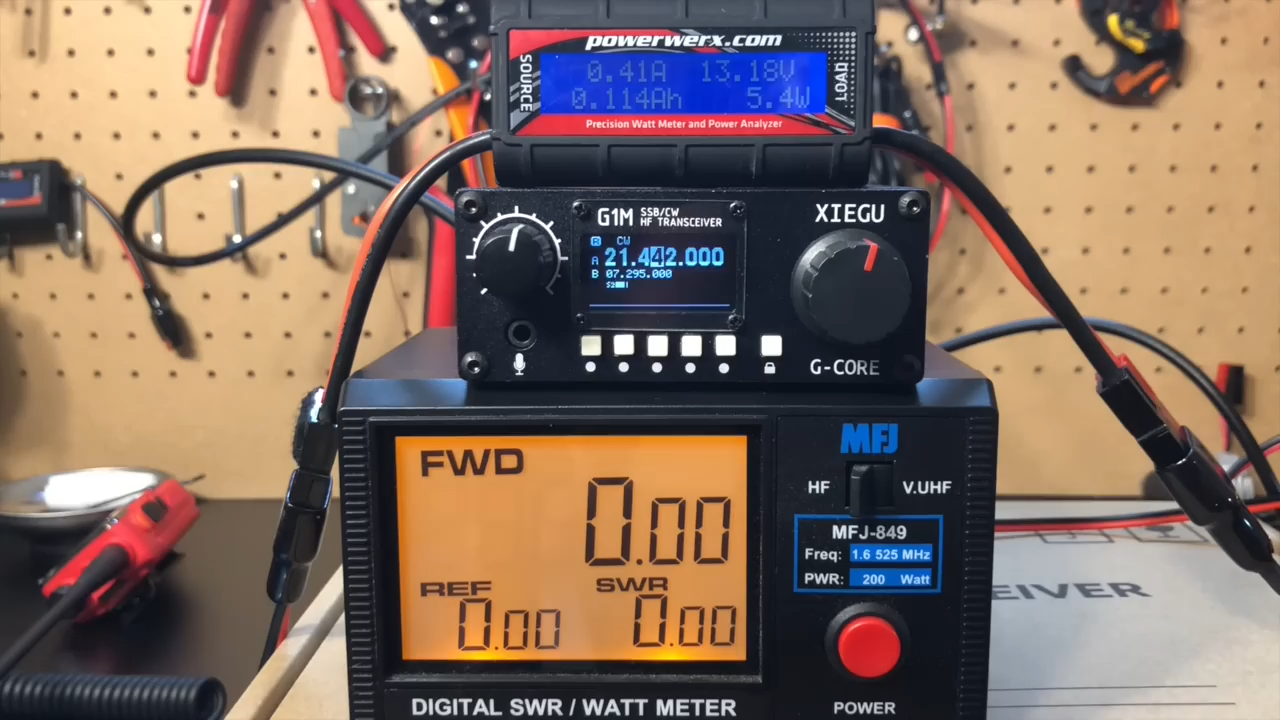 powerwerx.com
SOURCE
0.41A 13.18V
0.114Ah 5.4W
LOAD
Precision Watt Meter and Power Analyzer
G1M SSB/CW
HF TRANSCEIVER
XIEGU
CW
A 21.442.000
B 07.295.000
S2
G-CORE
MFJ
FWD
0.00
HF V.UHF
MFJ-849
Freq: 1.6 525 MHz
PWR: 200 Watt
REF SWR
0.00 0.00
EIVER
DIGITAL SWR / WATT METER
POWER